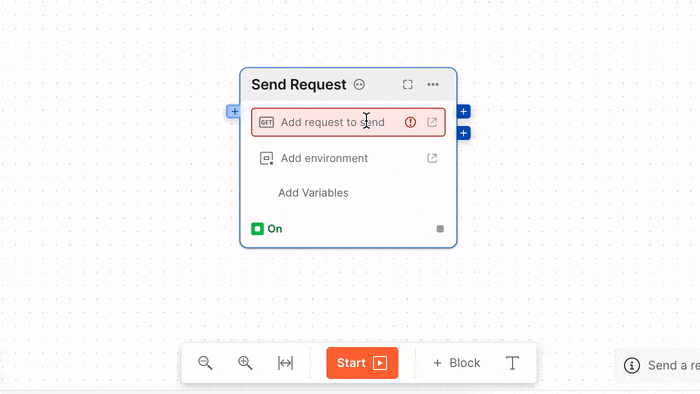 Send Request
GET Add request to send
Add environment
Add Variables
On
Start
+ Block
Send a re